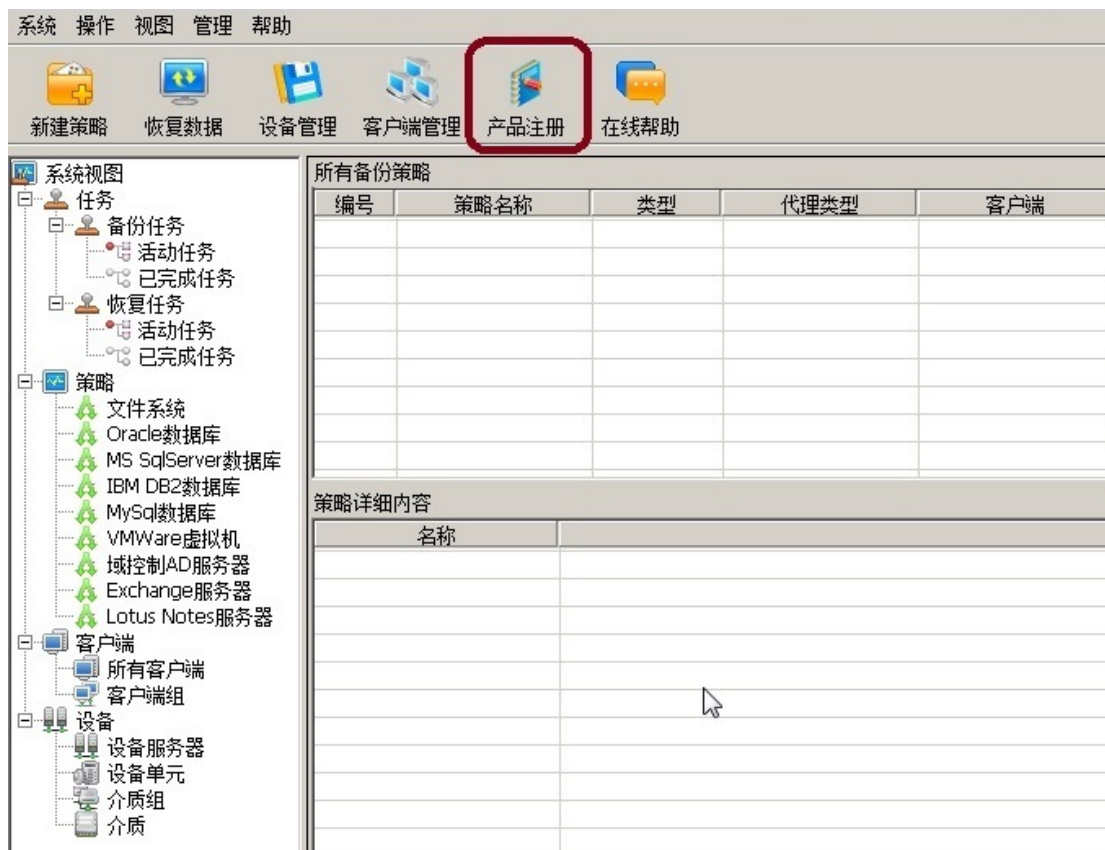 系统 操作 视图 管理 帮助
新建策略 恢复数据 设备管理 客户端管理 产品注册 在线帮助
系统视图
任务
备份任务
活动任务
已完成任务
恢复任务
活动任务
已完成任务
策略
文件系统
Oracle数据库
MS SqlServer数据库
IBM DB2数据库
MySql数据库
VMWare虚拟机
域控制AD服务器
Exchange服务器
Lotus Notes服务器
客户端
所有客户端
客户端组
设备
设备服务器
设备单元
介质组
介质
所有备份策略
编号 策略名称 类型 代理类型 客户端
策略详细内容
名称